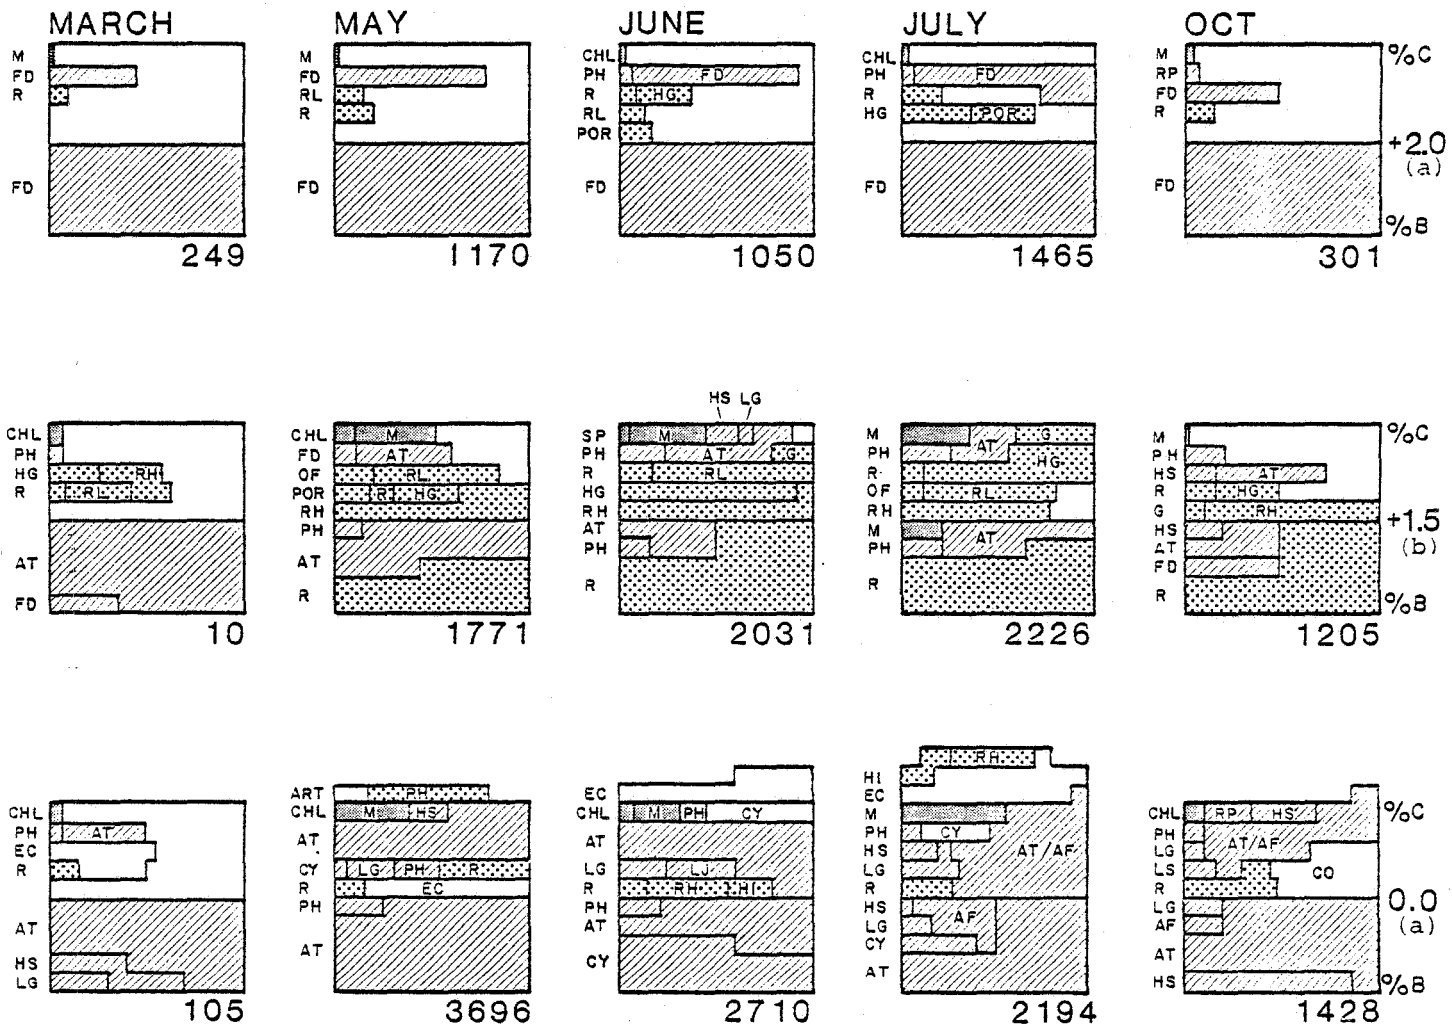 MARCH MAY JUNE JULY OCT
M M CHL CHL M %C
FD FD PH FD PH FD RP
R RL R HG R FD
R RL HG POR R
POR +2.0
(a)
FD FD FD FD FD
%B
249 1170 1050 1465 301
HS LG
CHL CHL M SP M M G M %C
PH FD AT PH AT G PH AT PH
HG RH OF RL R RL R HG HS AT
R RL POR R HG HG OF RL R HG
RH RH RH G RH
PH AT M HS +1.5
AT AT PH PH AT AT (b)
FD
FD R R R R %B
10 1771 2031 2226 1205
RH
HI
ART PH EC EC
CHL CHL M HS CHL M PH CY M CHL RP HS %C
PH AT AT AT PH CY PH
EC HS AT/AF LG AT/AF
R CY LG PH R LG LJ LG LS CO
R EC R RH HI R R
PH PH HS LG 0.0
AT AT LG AF AF (a)
AT CY AT
HS CY
LG AT HS %B
105 3696 2710 2194 1428